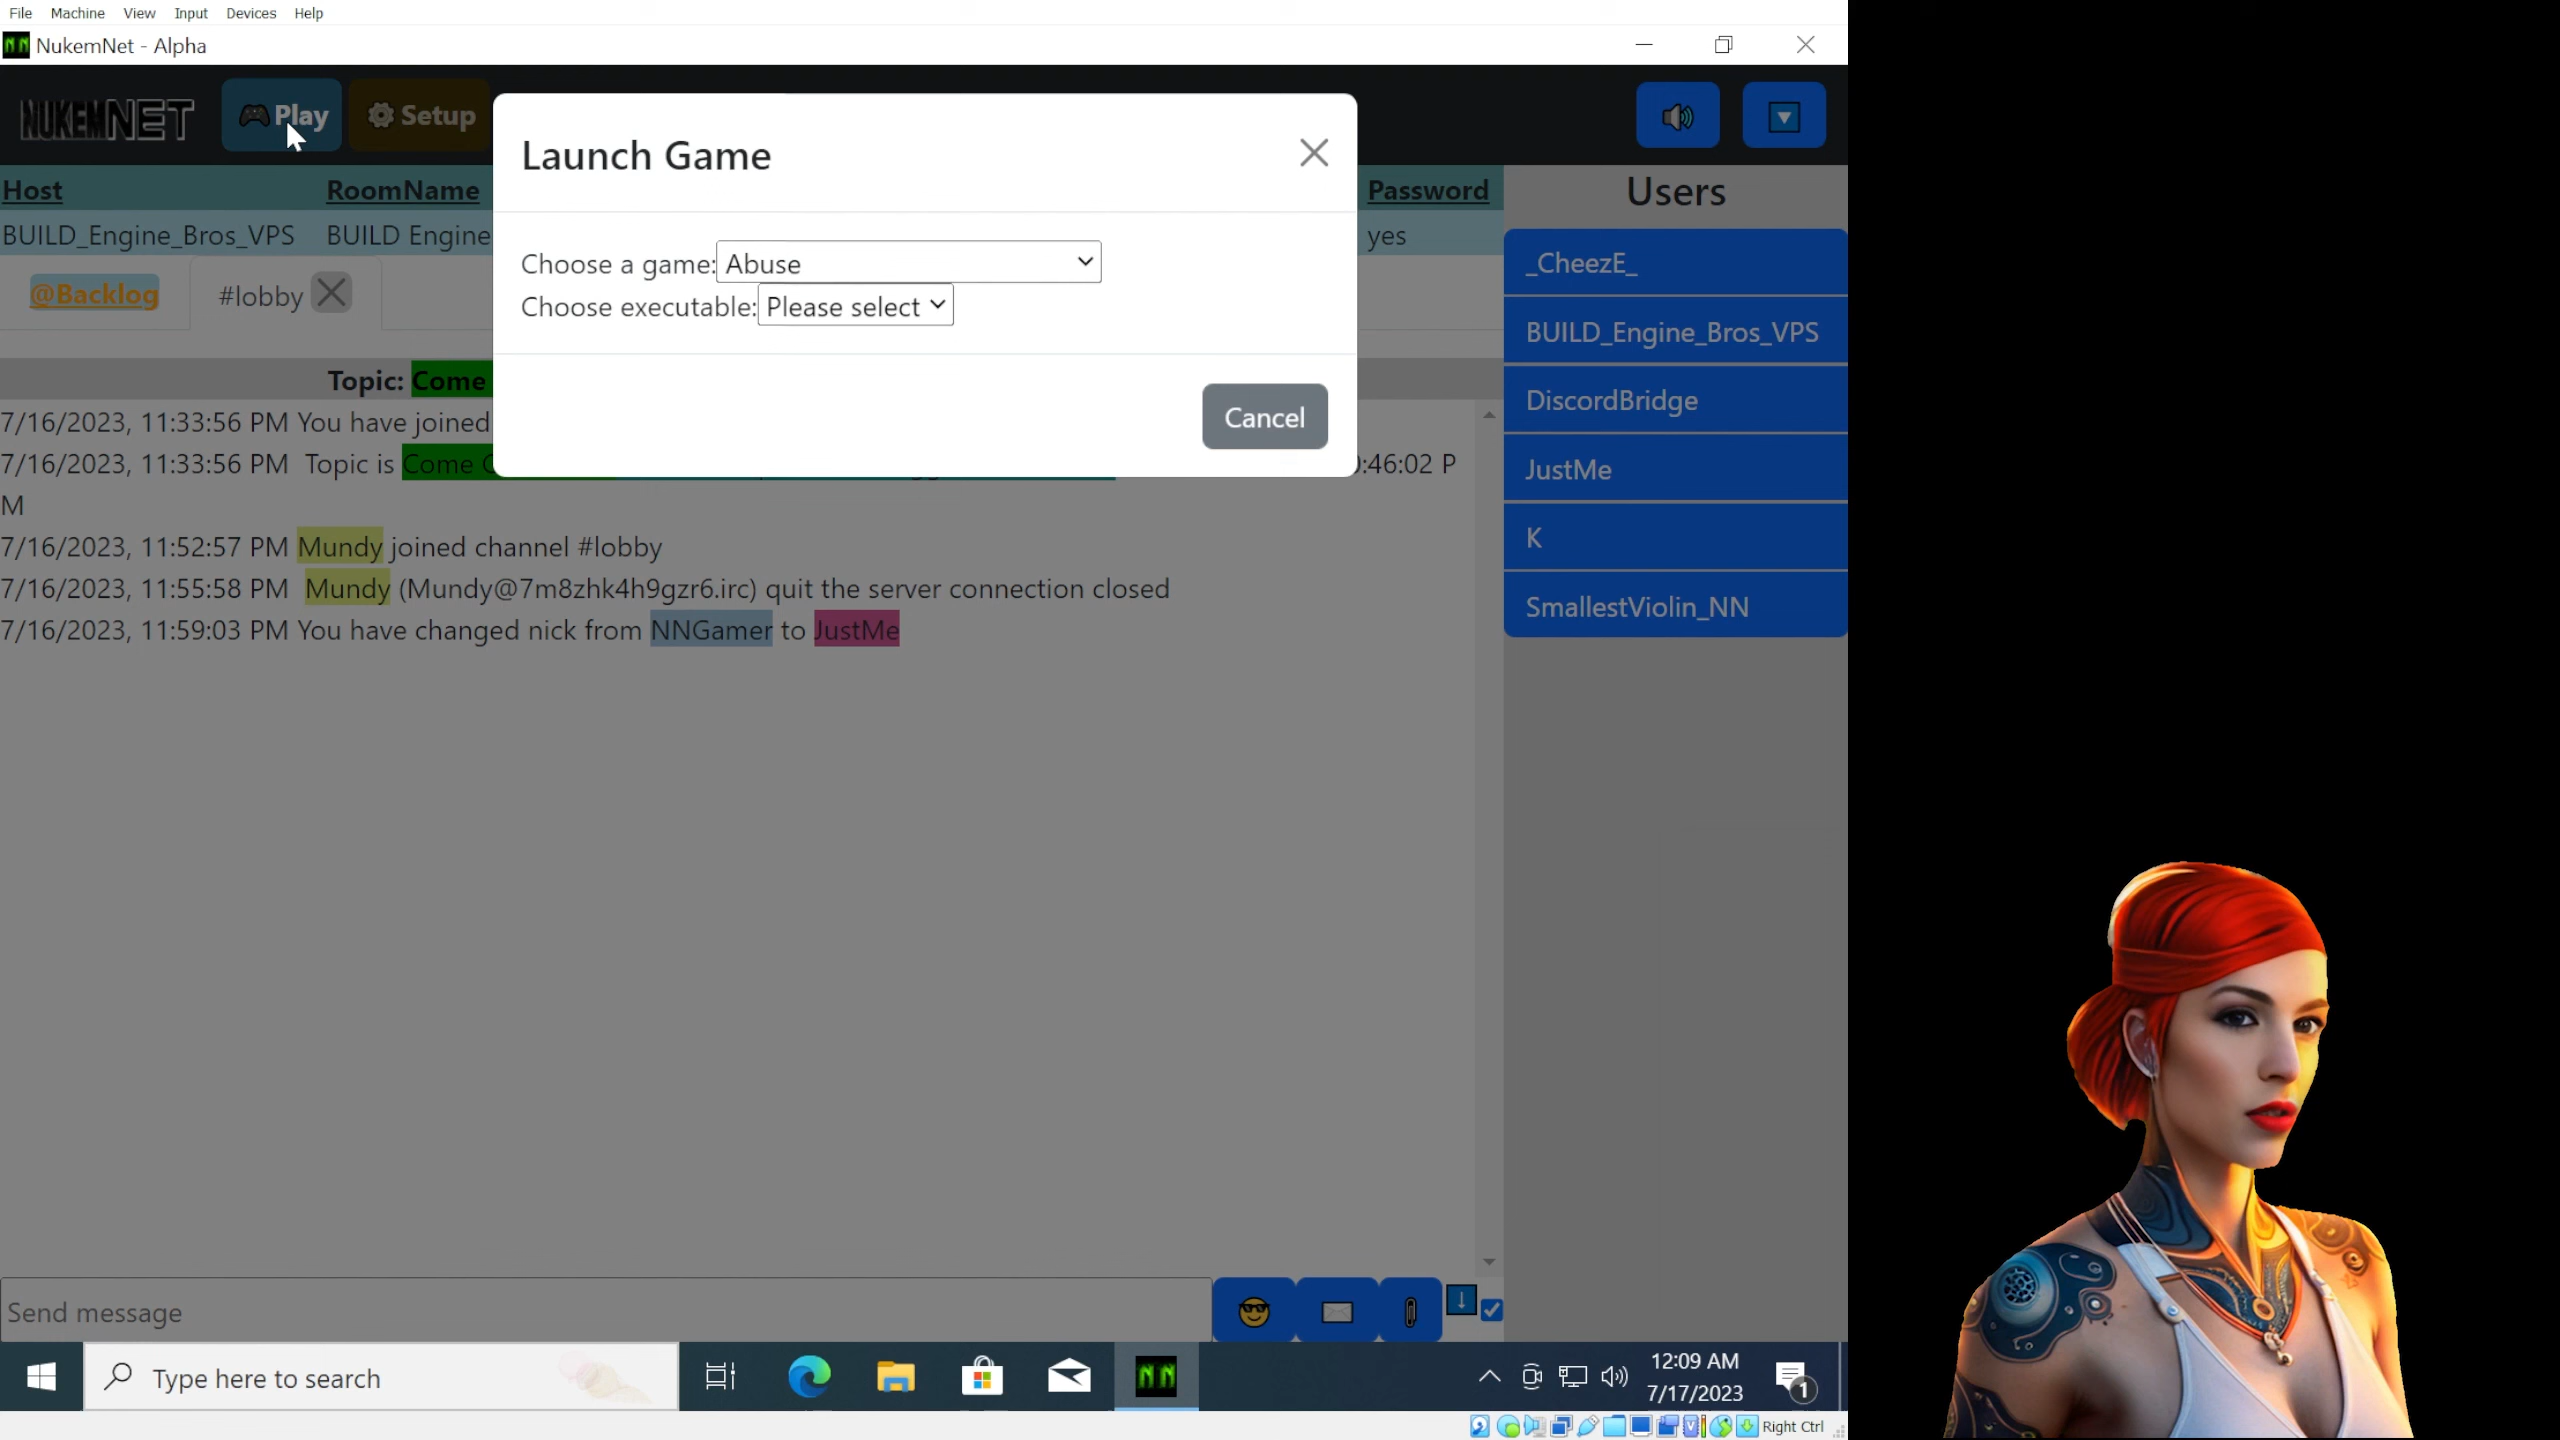 File Machine View Input Devices Help
NukemNet - Alpha
NUKEMNET Play Setup
Launch Game
Host RoomName Password Users
BUILD_Engine_Bros_VPS BUILD Engine yes
Choose a game: Abuse
Choose executable: Please select
Cancel
@Backlog #lobby
_CheezE_
BUILD_Engine_Bros_VPS
DiscordBridge
JustMe
K
SmallestViolin_NN
Topic: Come
7/16/2023, 11:33:56 PM You have joined
7/16/2023, 11:33:56 PM Topic is Come :46:02 P
M
7/16/2023, 11:52:57 PM Mundy joined channel #lobby
7/16/2023, 11:55:58 PM Mundy (Mundy@7m8zhk4h9gzr6.irc) quit the server connection closed
7/16/2023, 11:59:03 PM You have changed nick from NNGamer to JustMe
Send message
Type here to search
12:09 AM
7/17/2023
1
Right Ctrl